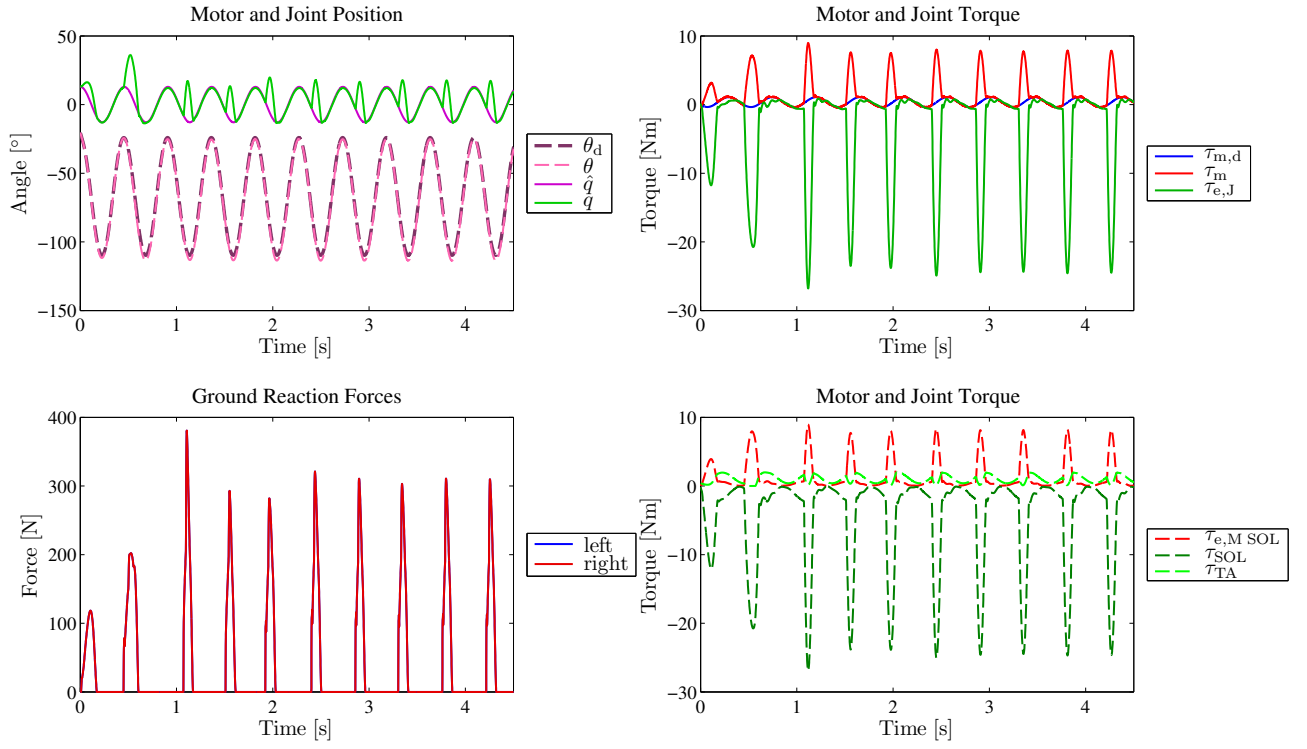 Motor and Joint Position
50
0
−50
−100
−150
Angle [°]
0 1 2 3 4
Time [s]
θd
θ
q̂
q
Motor and Joint Torque
10
0
−10
−20
−30
Torque [Nm]
0 1 2 3 4
Time [s]
τm,d
τm
τe,J
Ground Reaction Forces
400
300
200
100
0
Force [N]
0 1 2 3 4
Time [s]
left
right
Motor and Joint Torque
10
0
−10
−20
−30
Torque [Nm]
0 1 2 3 4
Time [s]
τe,M SOL
τSOL
τTA